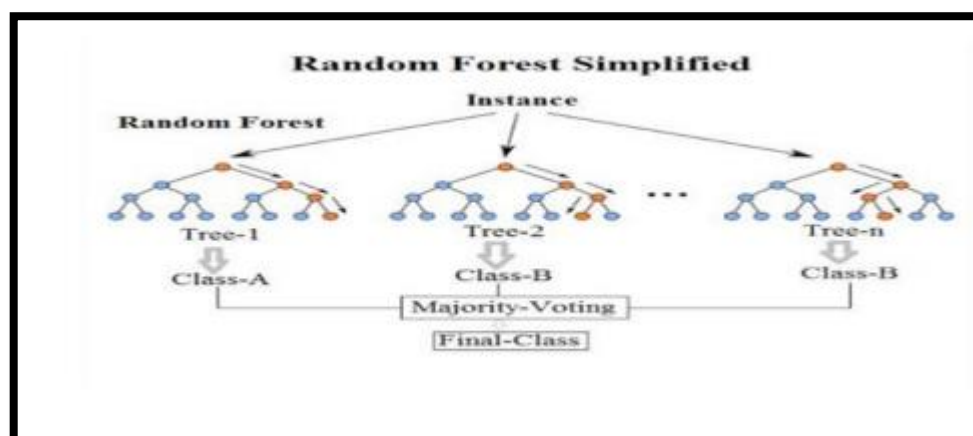 Random Forest Simplified
Instance
Random Forest
Tree-1 Tree-2 ... Tree-n
Class-A Class-B Class-B
Majority-Voting
Final-Class